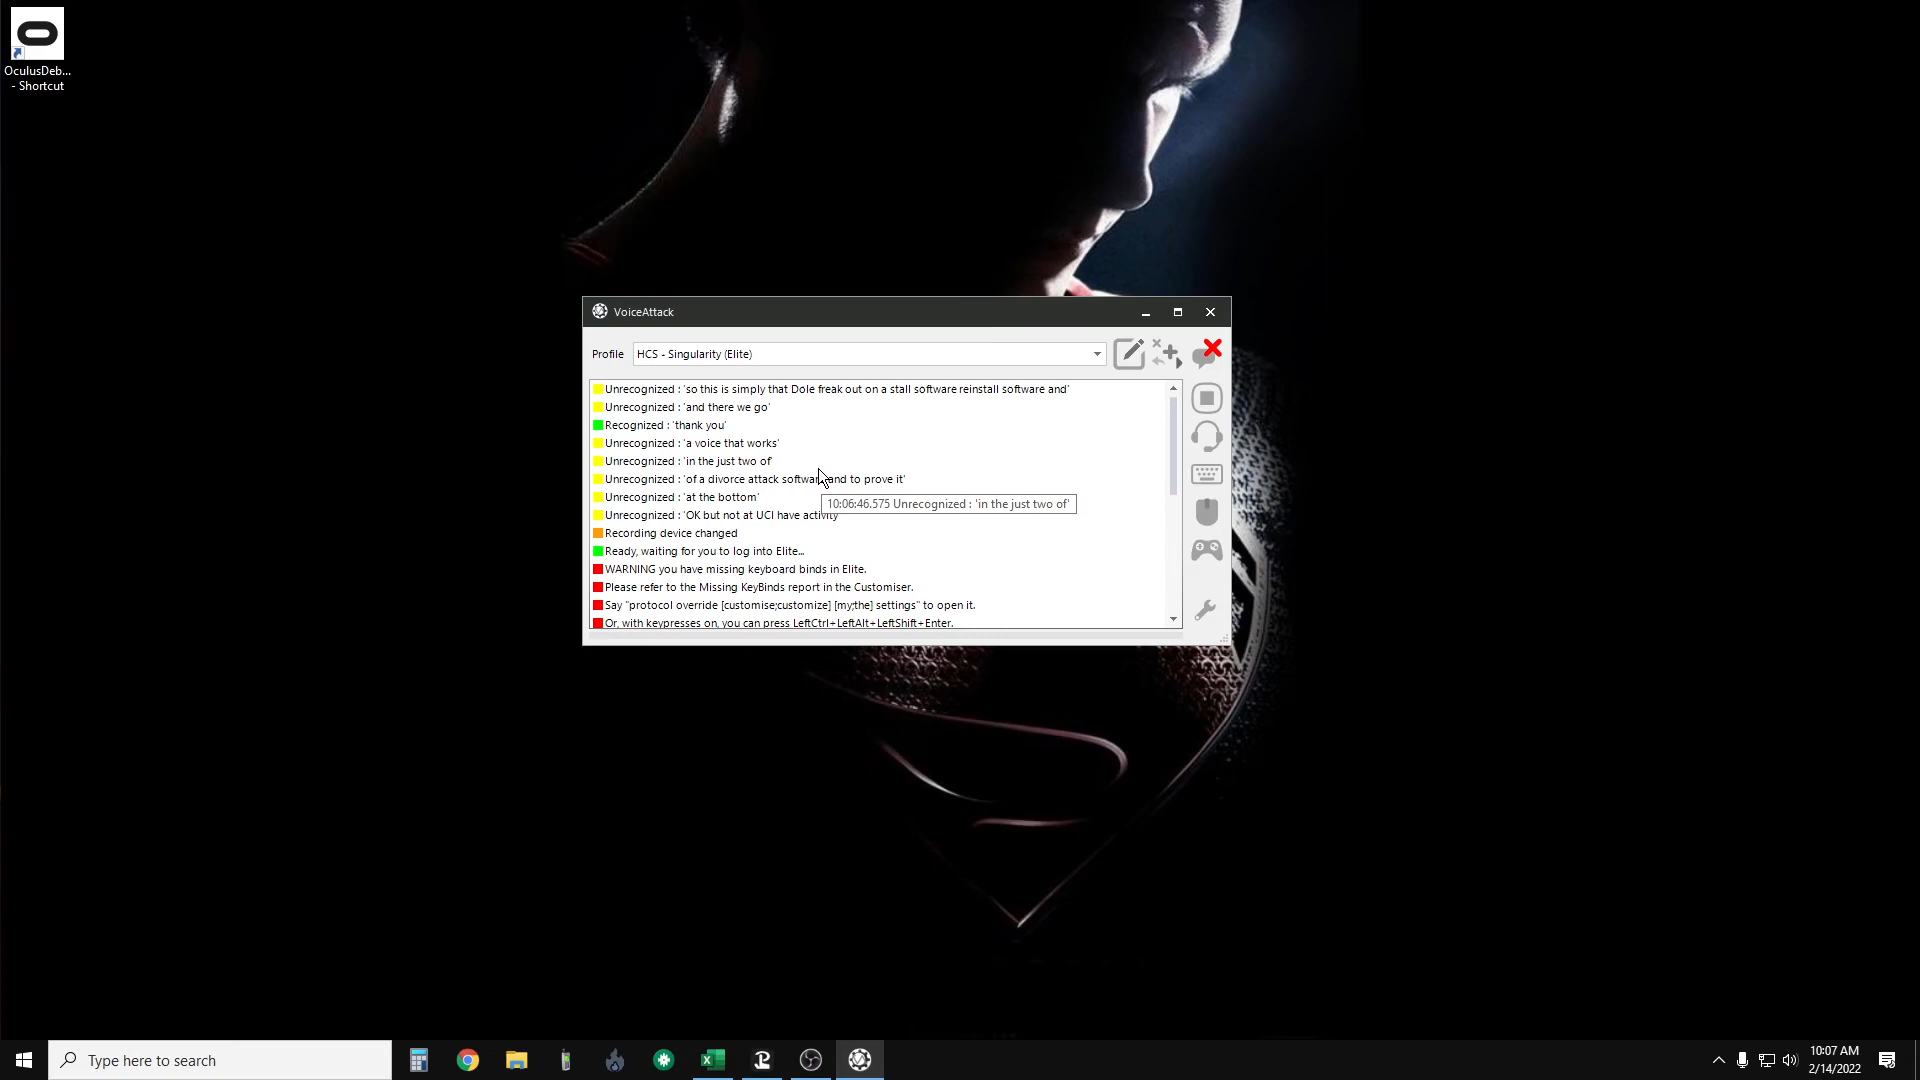 OculusDeb...
- Shortcut
VoiceAttack
Profile
HCS - Singularity (Elite)
Unrecognized : 'so this is simply that Dole freak out on a stall software reinstall software and'
Unrecognized : 'and there we go'
Recognized : 'thank you'
Unrecognized : 'a voice that works'
Unrecognized : 'in the just two of'
Unrecognized : 'of a divorce attack software and to prove it'
Unrecognized : 'at the bottom'
10:06:46.575 Unrecognized : 'in the just two of'
Unrecognized : 'OK but not at UCI have activity
Recording device changed
Ready, waiting for you to log into Elite...
WARNING you have missing keyboard binds in Elite.
Please refer to the Missing KeyBinds report in the Customiser.
Say "protocol override [customise;customize] [my;the] settings" to open it.
Or, with keypresses on, you can press LeftCtrl+LeftAlt+LeftShift+Enter.
Type here to search
10:07 AM
2/14/2022